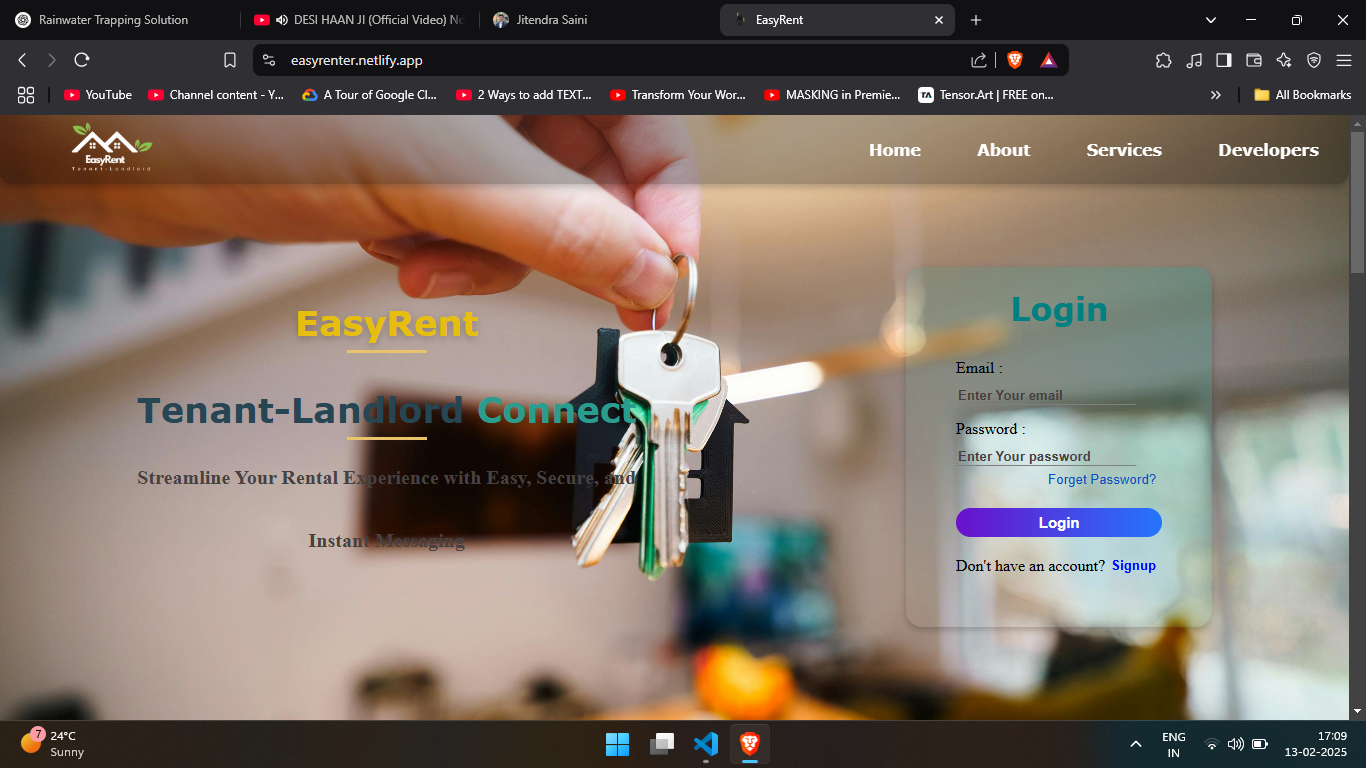 Rainwater Trapping Solution
DESI HAAN JI (Official Video) No
Jitendra Saini
EasyRent
easyrenter.netlify.app
YouTube
Channel content - Y...
A Tour of Google Cl...
2 Ways to add TEXT...
Transform Your Wor...
MASKING in Premie...
TA
Tensor.Art | FREE on...
All Bookmarks
EasyRent
Tenant-Landlord
Home
About
Services
Developers
EasyRent
Tenant-Landlord Connect
Streamline Your Rental Experience with Easy, Secure, and
Instant Messaging
Login
Email :
Enter Your email
Password :
Enter Your password
Forget Password?
Login
Don't have an account? Signup
7
24°C
Sunny
ENG
IN
17:09
13-02-2025